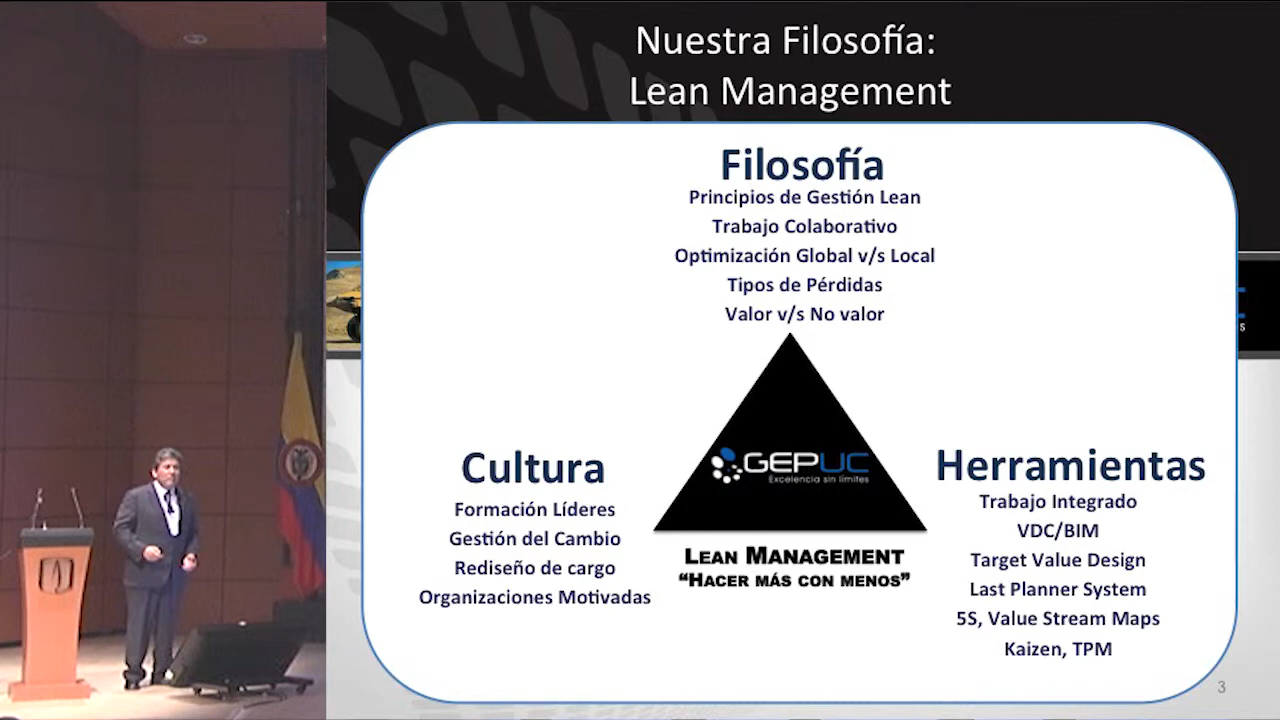 Nuestra Filosofía:
Lean Management
Filosofía
Principios de Gestión Lean
Trabajo Colaborativo
Optimización Global v/s Local
Tipos de Pérdidas
Valor v/s No valor
GEPUC
Excelencia sin límites
LEAN MANAGEMENT
“HACER MÁS CON MENOS”
Cultura
Formación Líderes
Gestión del Cambio
Rediseño de cargo
Organizaciones Motivadas
Herramientas
Trabajo Integrado
VDC/BIM
Target Value Design
Last Planner System
5S, Value Stream Maps
Kaizen, TPM
3